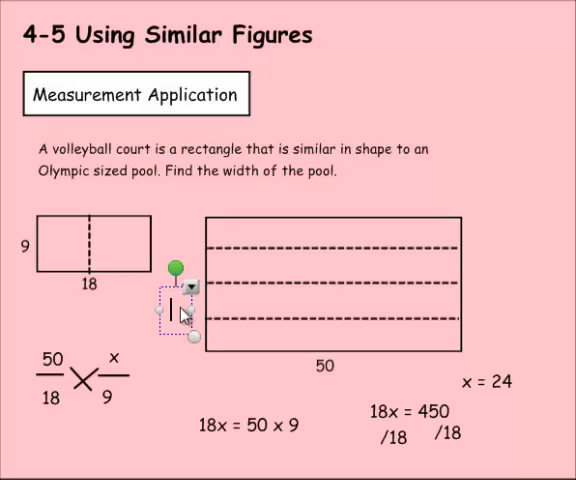 4-5 Using Similar Figures
Measurement Application
A volleyball court is a rectangle that is similar in shape to an
Olympic sized pool. Find the width of the pool.
9
18
50
50 x
18 9
x = 24
18x = 50 x 9
18x = 450
/18 /18